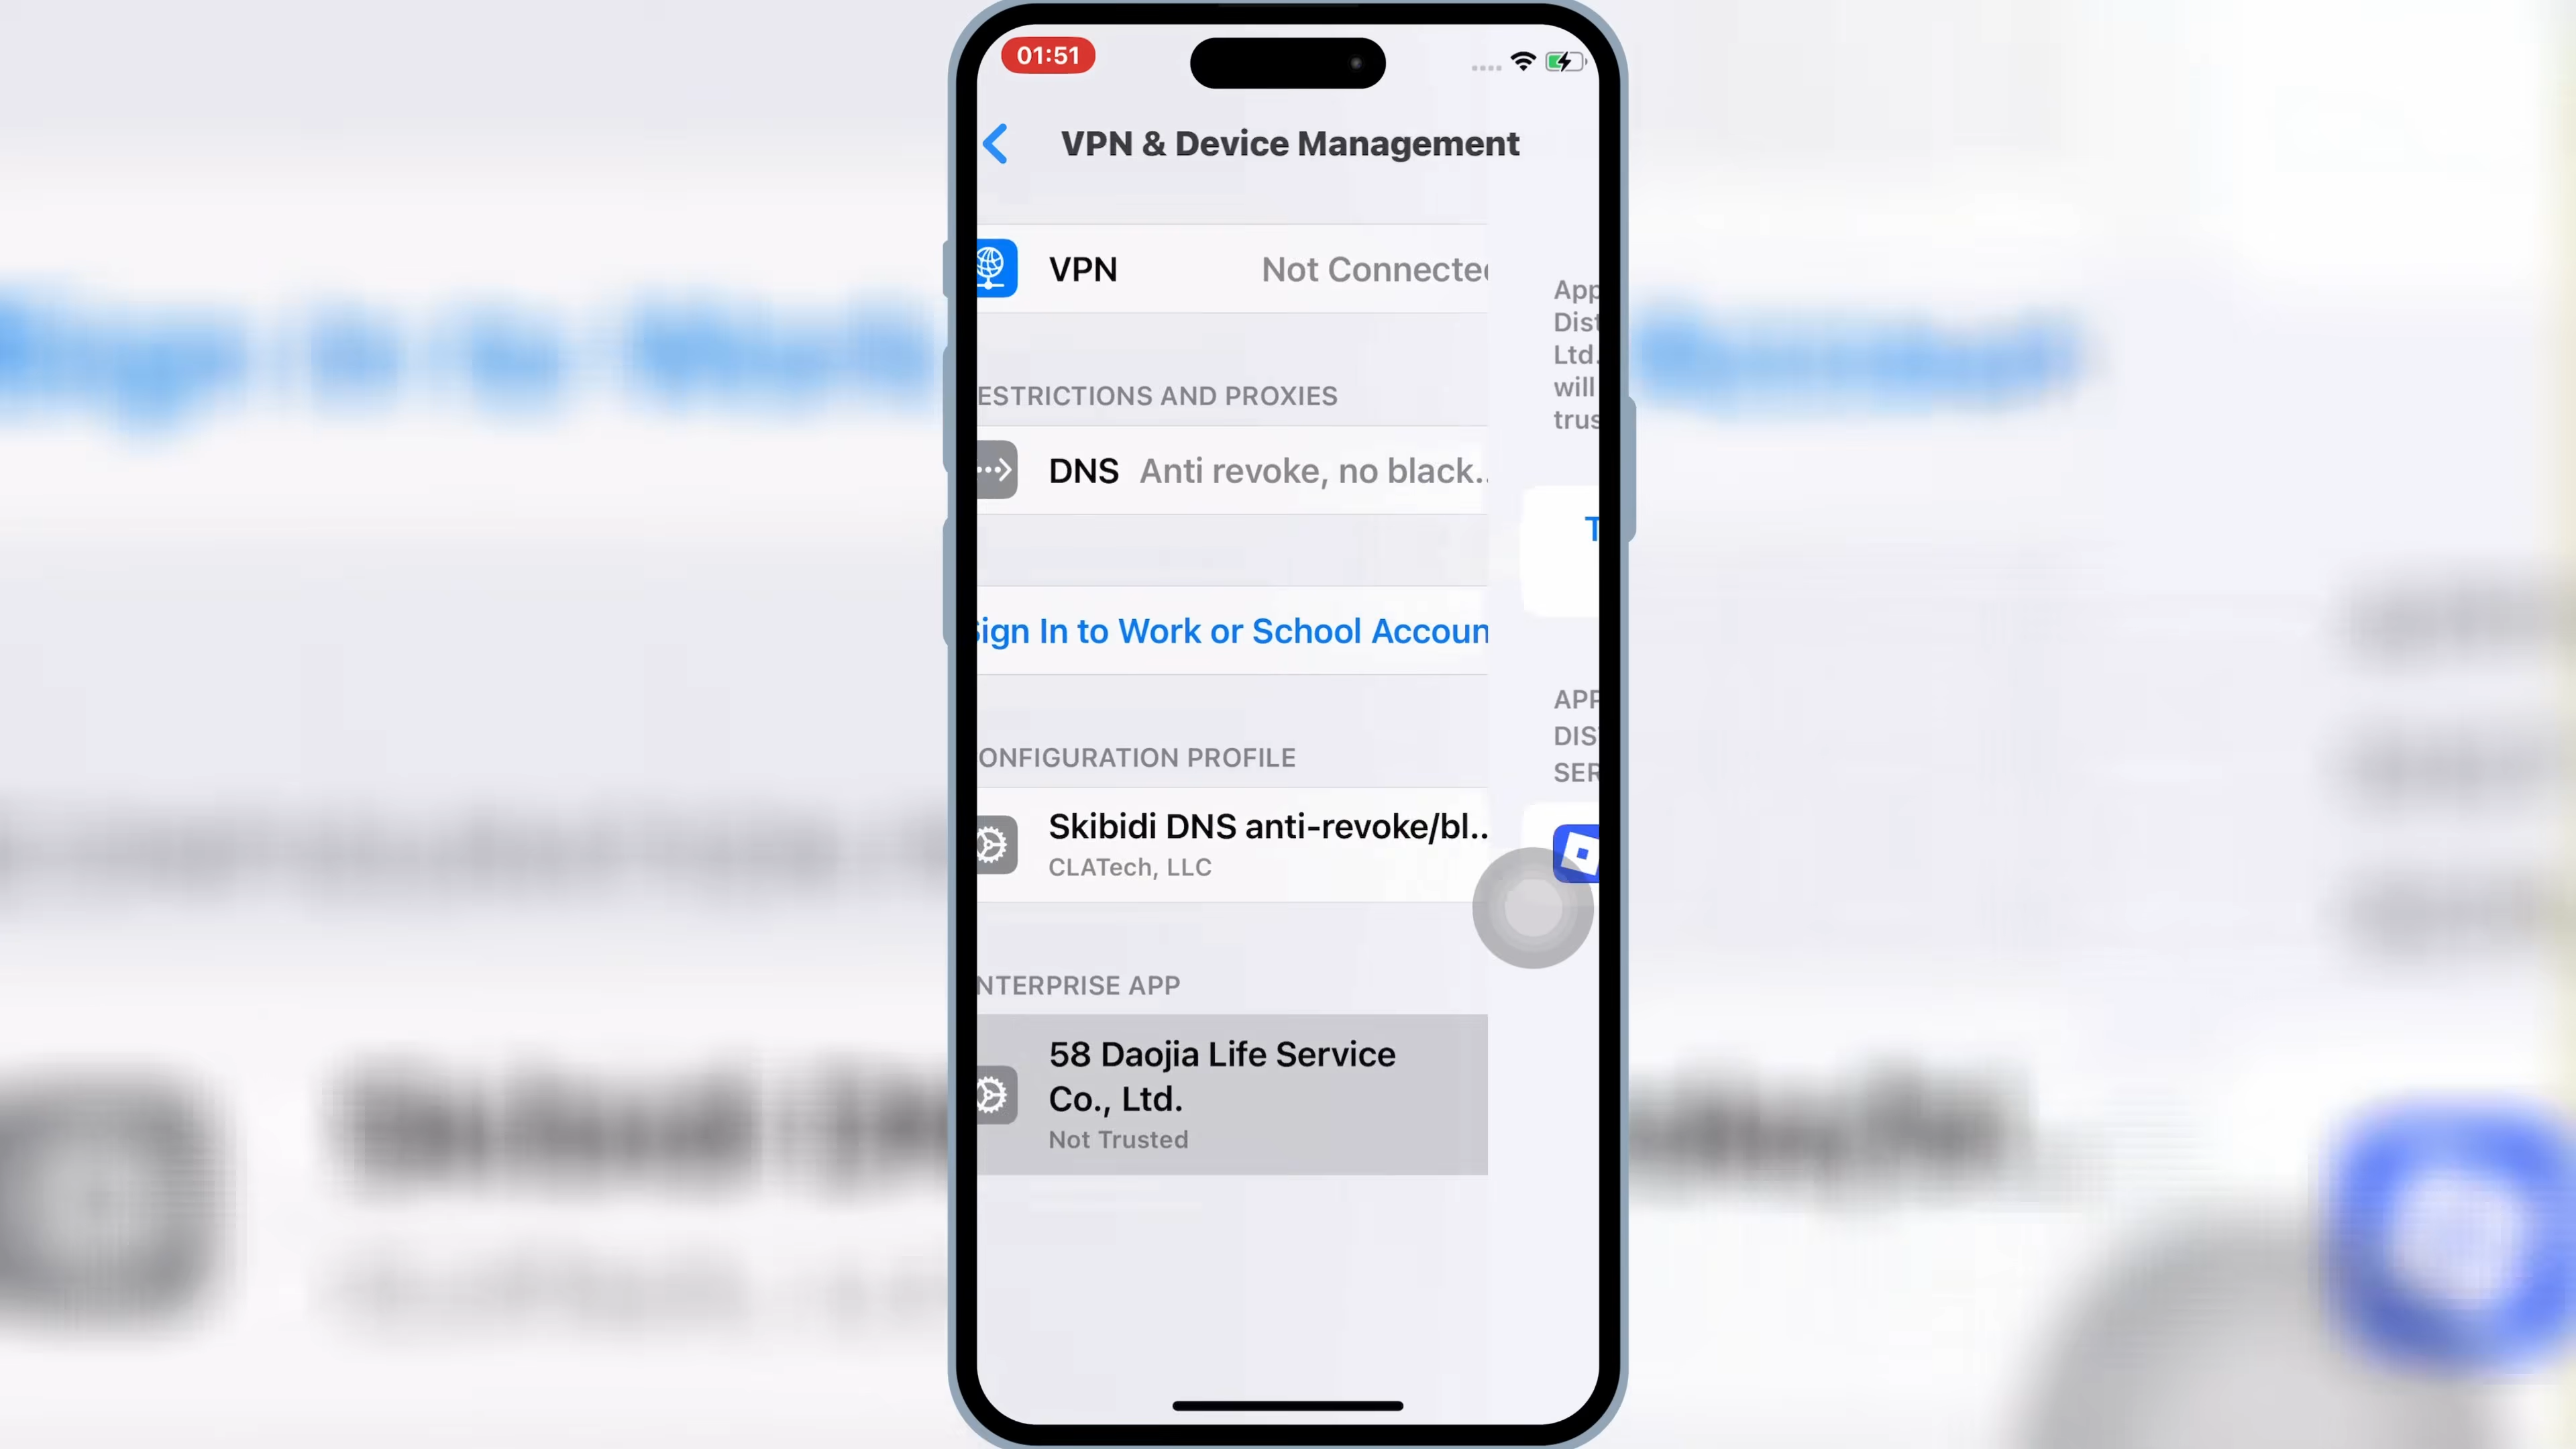 01:51
VPN & Device Management
VPN Not Connected
App
Dist
Ltd.
will
trus
ESTRICTIONS AND PROXIES
DNS Anti revoke, no black..
T
Sign In to Work or School Accoun
APP
DIS
SER
ONFIGURATION PROFILE
Skibidi DNS anti-revoke/bl..
CLATech, LLC
NTERPRISE APP
58 Daojia Life Service
Co., Ltd.
Not Trusted